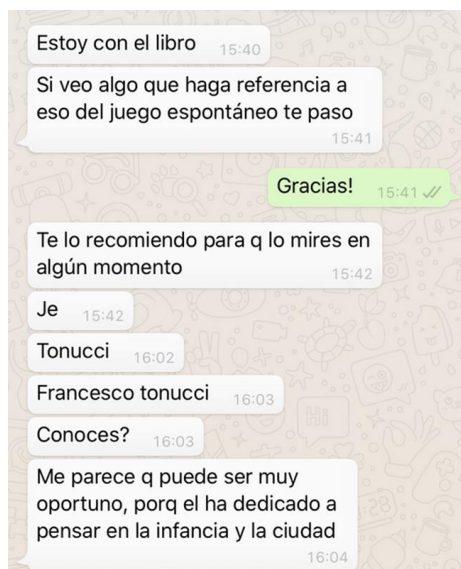 Estoy con el libro 15:40
Si veo algo que haga referencia a
eso del juego espontáneo te paso
15:41
Gracias! 15:41
Te lo recomiendo para q lo mires en
algún momento 15:42
Je 15:42
Tonucci 16:02
Francesco tonucci 16:03
Conoces? 16:03
Me parece q puede ser muy
oportuno, porq el ha dedicado a
pensar en la infancia y la ciudad
16:04
Hi